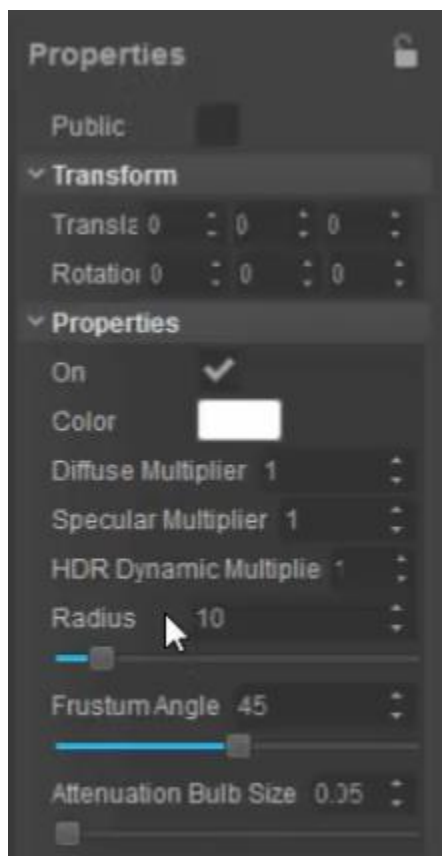 Properties
Public
Transform
Transla 0 0 0
Rotation 0 0 0
Properties
On
Color
Diffuse Multiplier 1
Specular Multiplier 1
HDR Dynamic Multiplie 1
Radius 10
Frustum Angle 45
Attenuation Bulb Size 0.05